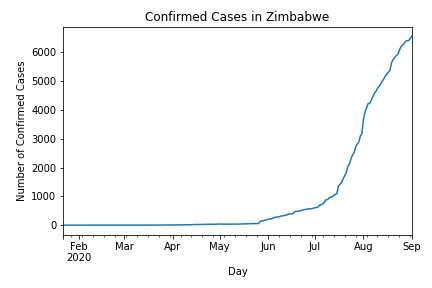 Confirmed Cases in Zimbabwe
Number of Confirmed Cases
6000
5000
4000
3000
2000
1000
0
Feb Mar Apr May Jun Jul Aug Sep
2020
Day